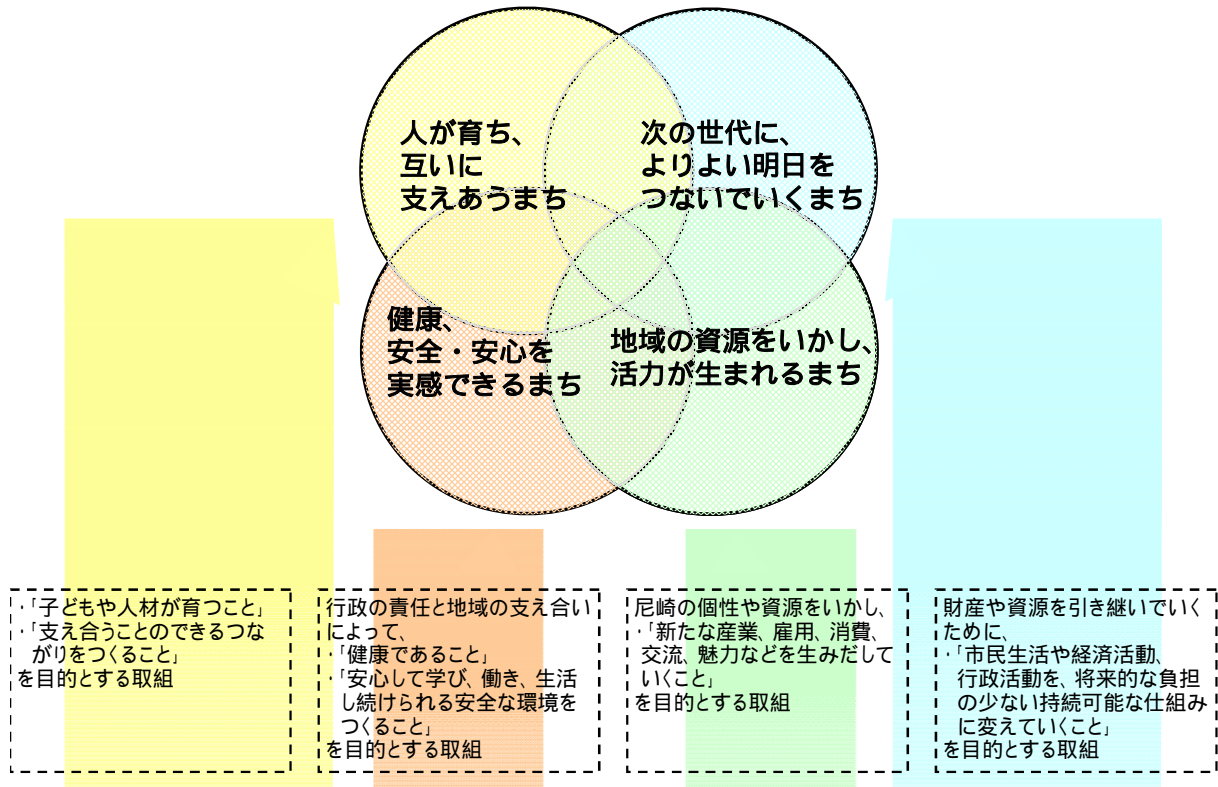 人が育ち、
互いに
支えあうまち
次の世代に、
よりよい明日を
つないでいくまち
健康、
安全・安心を
実感できるまち
地域の資源をいかし、
活力が生まれるまち
・「子どもや人材が育つこと」
・「支え合うことのできるつな
がりをつくること」
を目的とする取組
行政の責任と地域の支え合い
によって、
・「健康であること」
・「安心して学び、働き、生活
し続けられる安全な環境を
つくること」
を目的とする取組
尼崎の個性や資源をいかし、
・「新たな産業、雇用、消費、
交流、魅力などを生みだして
いくこと」
を目的とする取組
財産や資源を引き継いでいく
ために、
・「市民生活や経済活動、
行政活動を、将来的な負担
の少ない持続可能な仕組み
に変えていくこと」
を目的とする取組